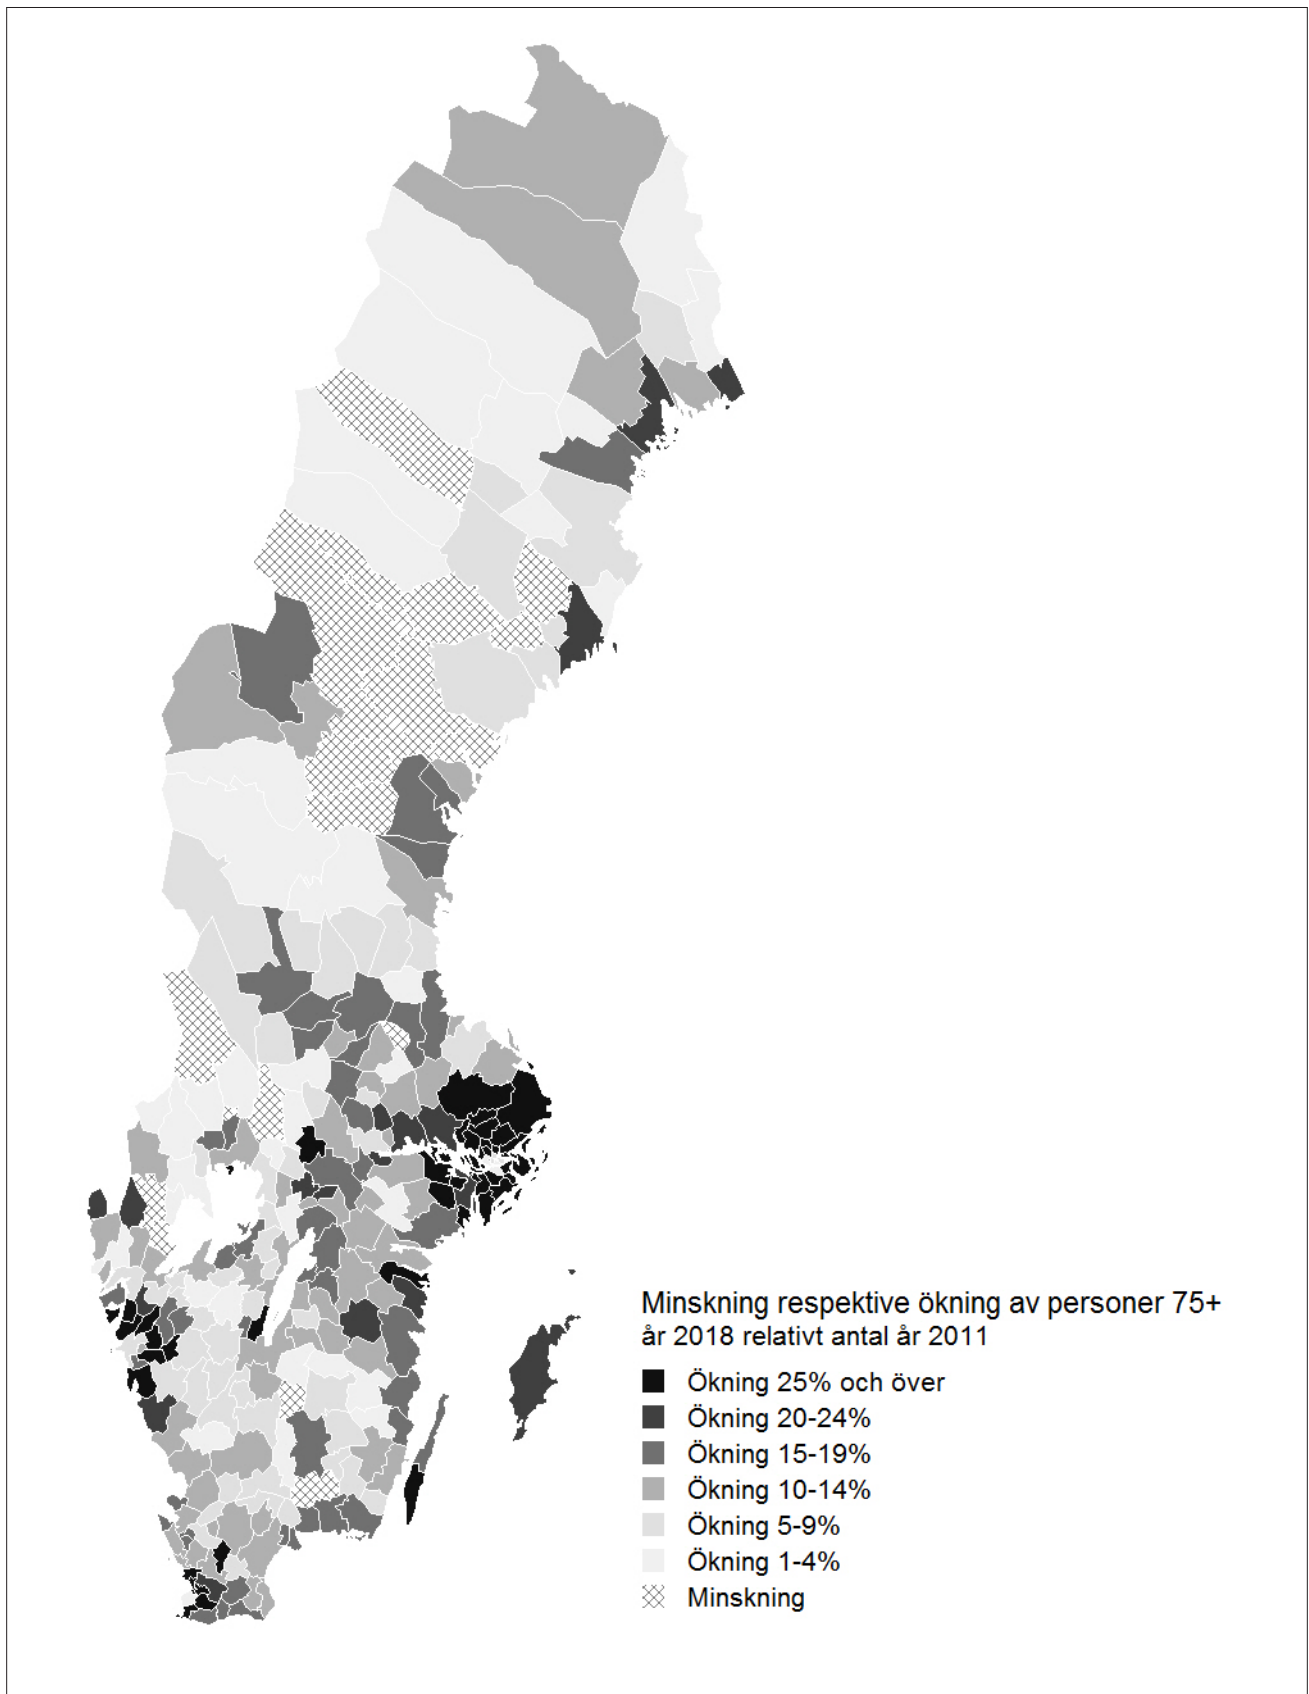 Minskning respektive ökning av personer 75+
år 2018 relativt antal år 2011
Ökning 25% och över
Ökning 20-24%
Ökning 15-19%
Ökning 10-14%
Ökning 5-9%
Ökning 1-4%
Minskning